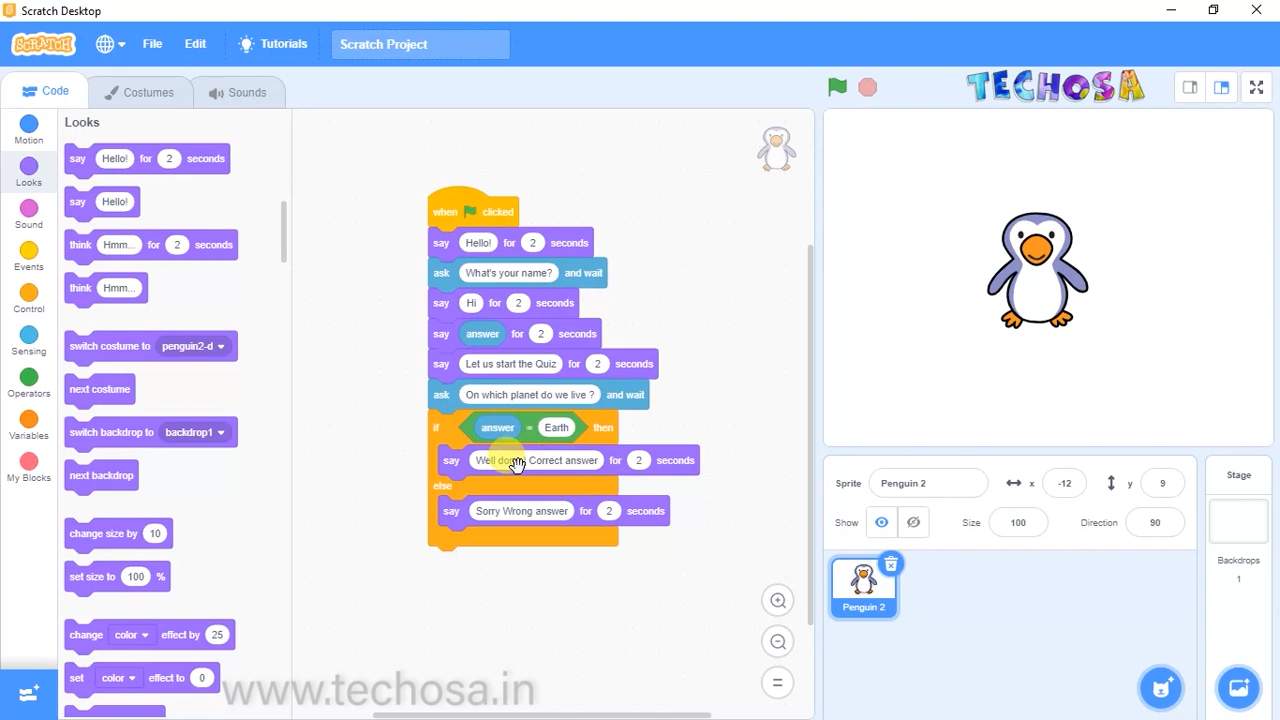 Scratch Desktop
SCRATCH File Edit Tutorials Scratch Project
Code Costumes Sounds TECHOSA
Motion
Looks
Sound
Events
Control
Sensing
Operators
Variables
My Blocks
Looks
say Hello! for 2 seconds
say Hello!
think Hmm... for 2 seconds
think Hmm...
switch costume to penguin2-d
next costume
switch backdrop to backdrop1
next backdrop
change size by 10
set size to 100 %
change color effect by 25
set color effect to 0
when clicked
say Hello! for 2 seconds
ask What's your name? and wait
say Hi for 2 seconds
say answer for 2 seconds
say Let us start the Quiz for 2 seconds
ask On which planet do we live ? and wait
if answer = Earth then
say Well Correct answer for 2 seconds
else
say Sorry Wrong answer for 2 seconds
Sprite Penguin 2 x -12 y 9
Show Size 100 Direction 90
Penguin 2
Stage
Backdrops
1
www.techosa.in